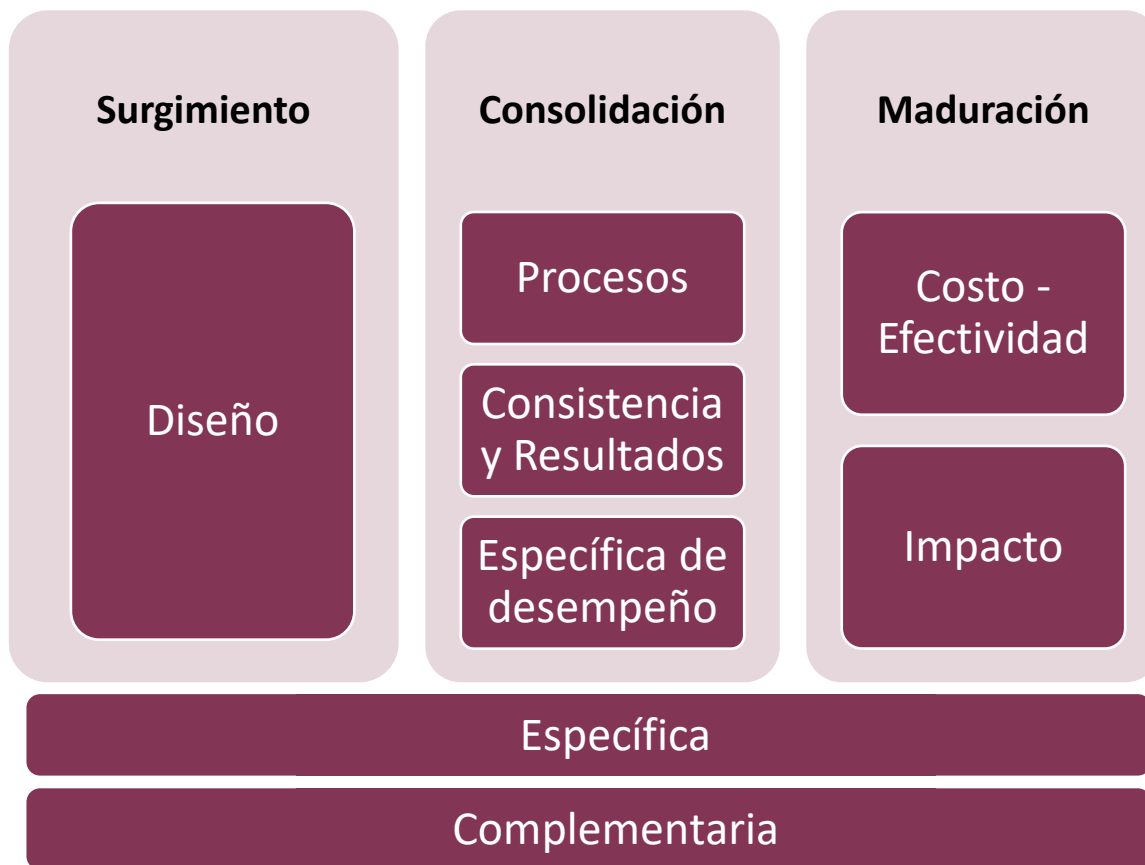 Surgimiento
Diseño
Consolidación
Procesos
Consistencia
y Resultados
Específica de
desempeño
Maduración
Costo -
Efectividad
Impacto
Específica
Complementaria